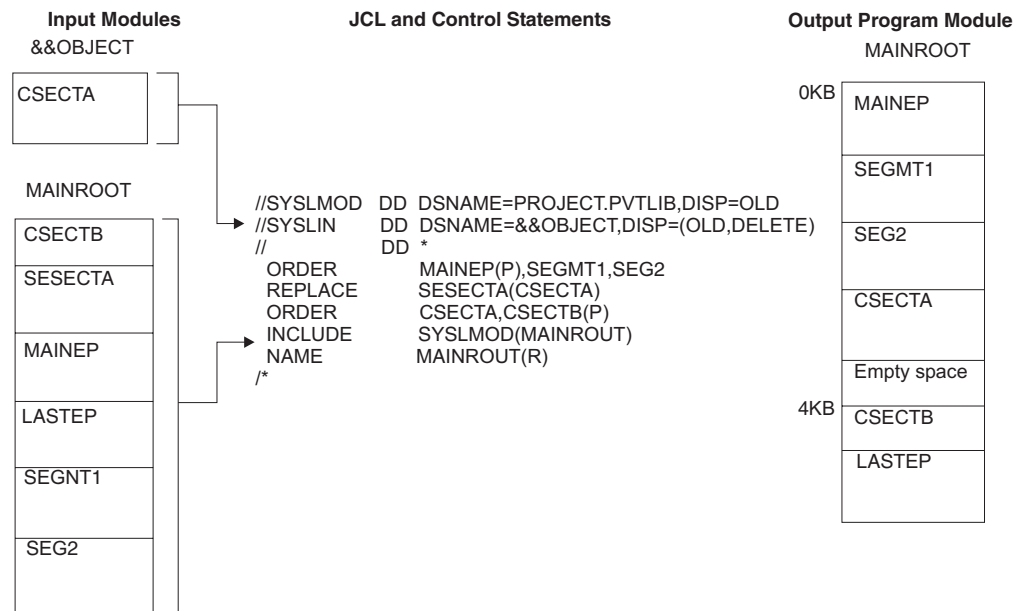 Input Modules
&&OBJECT
CSECTA
MAINROOT
CSECTB
SESECTA
MAINEP
LASTEP
SEGNT1
SEG2
JCL and Control Statements
//SYSLMOD DD DSNAME=PROJECT.PVTLIB,DISP=OLD
//SYSLIN DD DSNAME=&&OBJECT,DISP=(OLD,DELETE)
// DD *
ORDER MAINEP(P),SEGMT1,SEG2
REPLACE SESECTA(CSECTA)
ORDER CSECTA,CSECTB(P)
INCLUDE SYSLMOD(MAINROUT)
NAME MAINROUT(R)
/*
Output Program Module
MAINROOT
0KB
MAINEP
SEGMT1
SEG2
CSECTA
Empty space
4KB
CSECTB
LASTEP